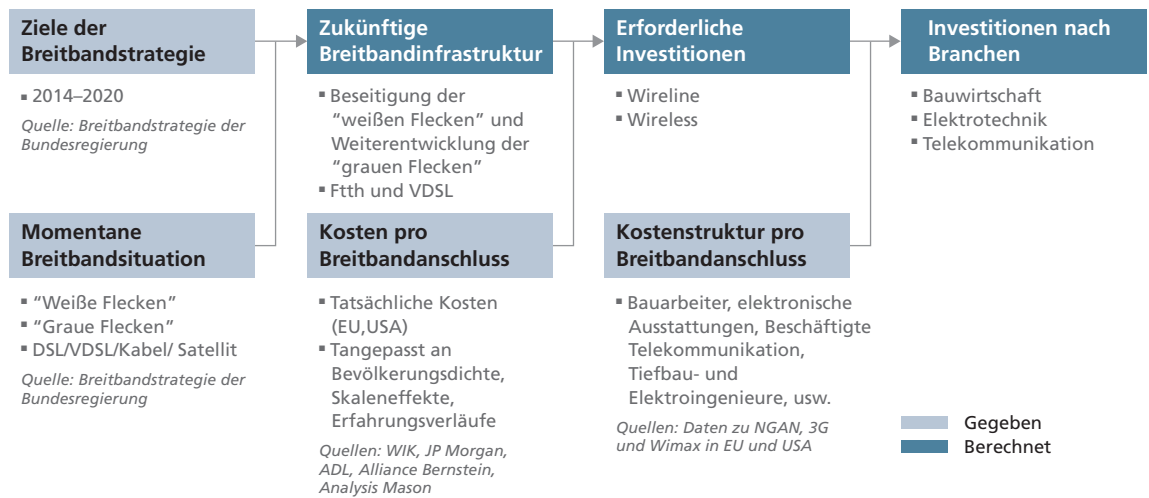 Ziele der
Breitbandstrategie
▪ 2014–2020
Quelle: Breitbandstrategie der
Bundesregierung
Momentane
Breitbandsituation
▪ “Weiße Flecken”
▪ “Graue Flecken”
▪ DSL/VDSL/Kabel/ Satellit
Quelle: Breitbandstrategie der
Bundesregierung
Zukünftige
Breitbandinfrastruktur
▪ Beseitigung der
“weißen Flecken” und
Weiterentwicklung der
“grauen Flecken”
▪ Ftth und VDSL
Kosten pro
Breitbandanschluss
▪ Tatsächliche Kosten
(EU,USA)
▪ Tangepasst an
Bevölkerungsdichte,
Skaleneffekte,
Erfahrungsverläufe
Quellen: WIK, JP Morgan,
ADL, Alliance Bernstein,
Analysis Mason
Erforderliche
Investitionen
▪ Wireline
▪ Wireless
Kostenstruktur pro
Breitbandanschluss
▪ Bauarbeiter, elektronische
Ausstattungen, Beschäftigte
Telekommunikation,
Tiefbau- und
Elektroingenieure, usw.
Quellen: Daten zu NGAN, 3G
und Wimax in EU und USA
Investitionen nach
Branchen
▪ Bauwirtschaft
▪ Elektrotechnik
▪ Telekommunikation
Gegeben
Berechnet